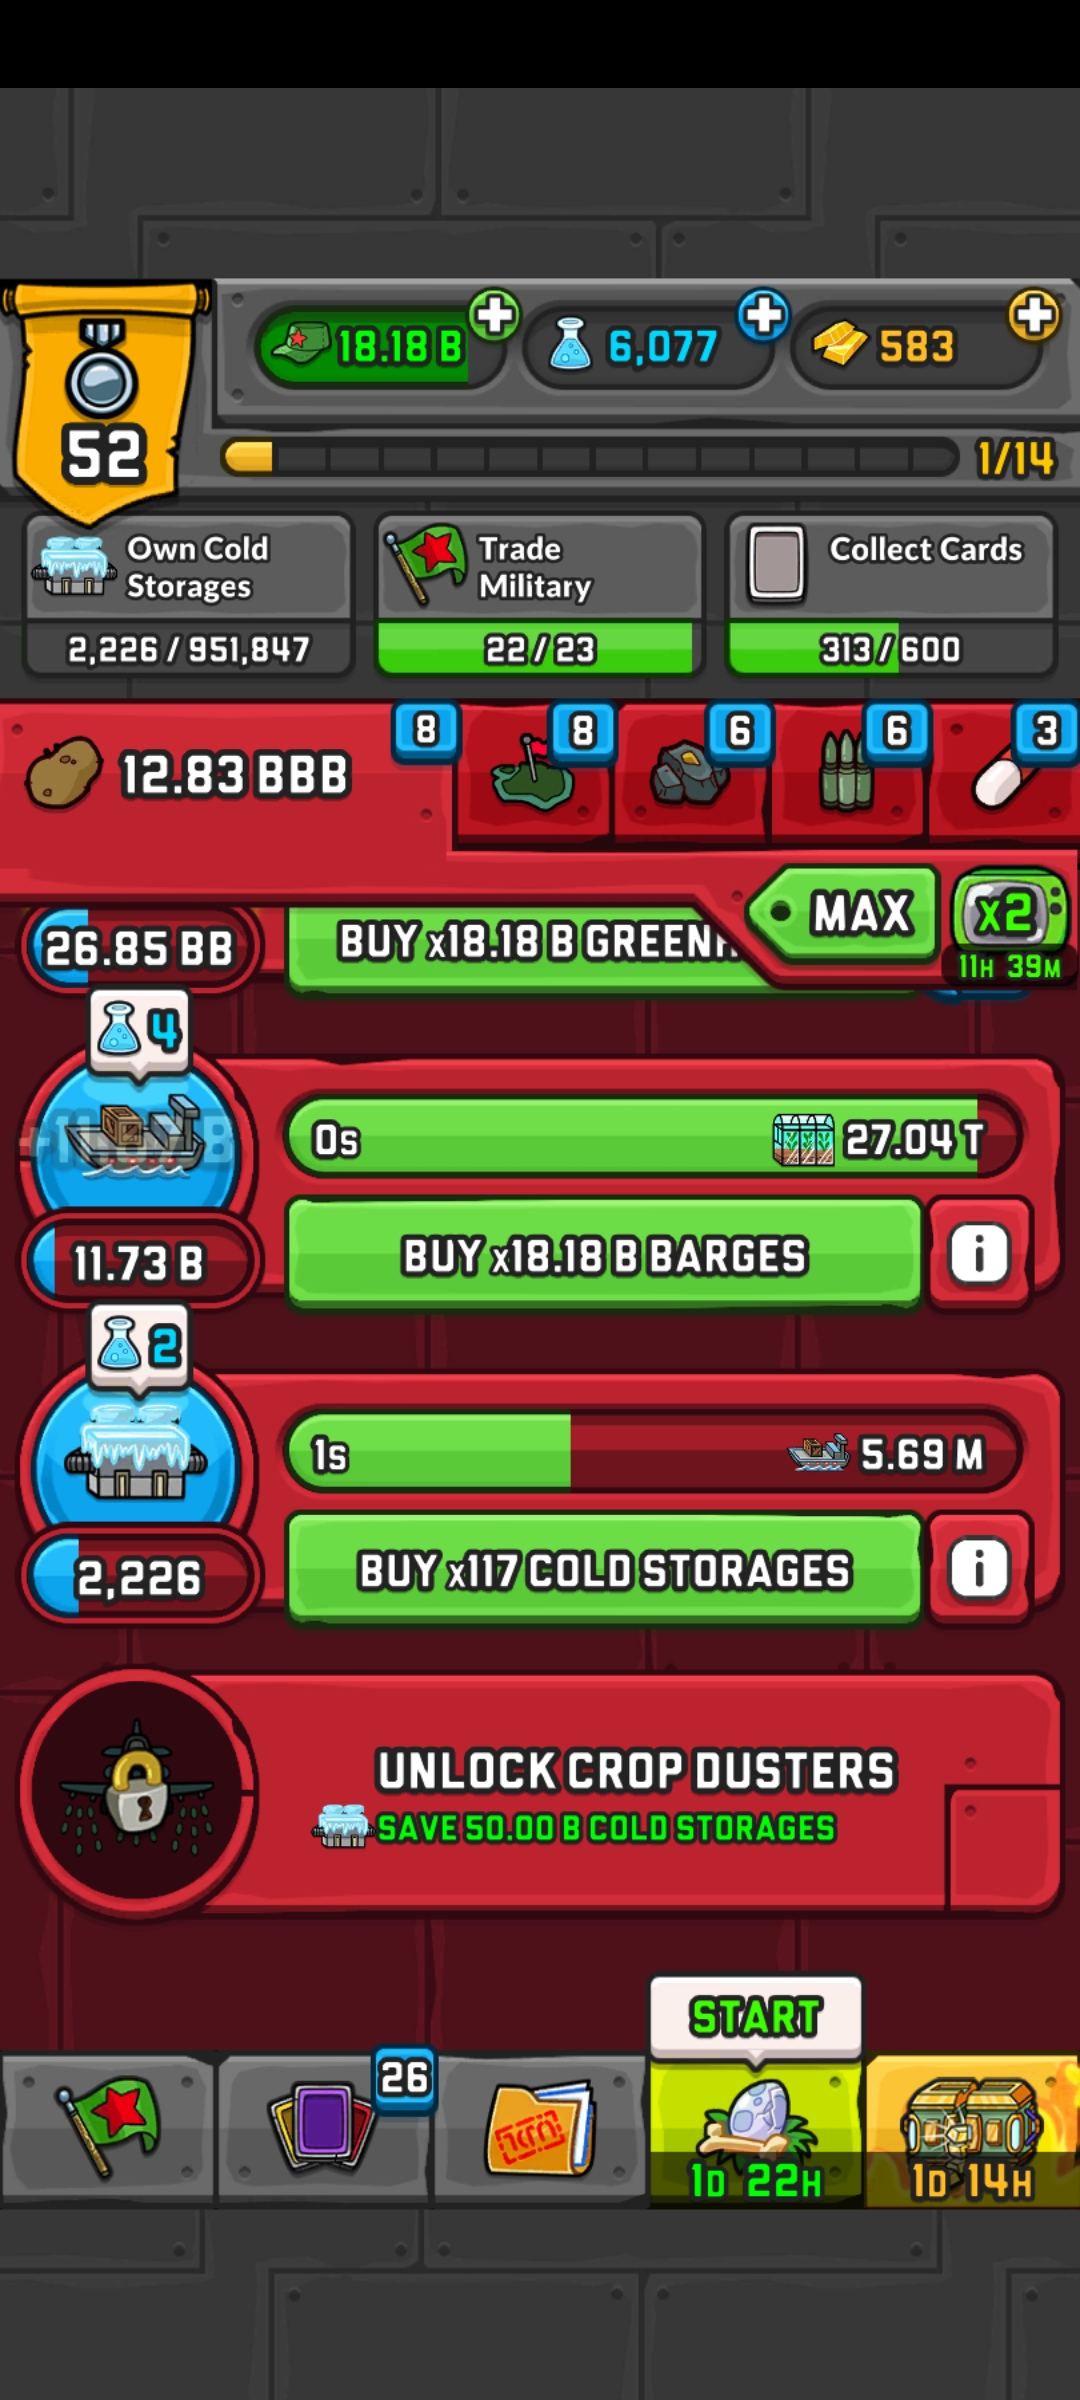 18.18 B
6,077
583
52
1/14
Own Cold
Storages
2,226 / 951,847
Trade
Military
22 / 23
Collect Cards
313 / 600
12.83 BBB
8
8
6
6
3
MAX
x2
11H 39M
26.85 BB
BUY x18.18 B GREENH
4
0s
27.04 T
11.73 B
BUY x18.18 B BARGES
i
2
1s
5.69 M
2,226
BUY x117 COLD STORAGES
i
UNLOCK CROP DUSTERS
SAVE 50.00 B COLD STORAGES
START
26
1D 22H
1D 14H